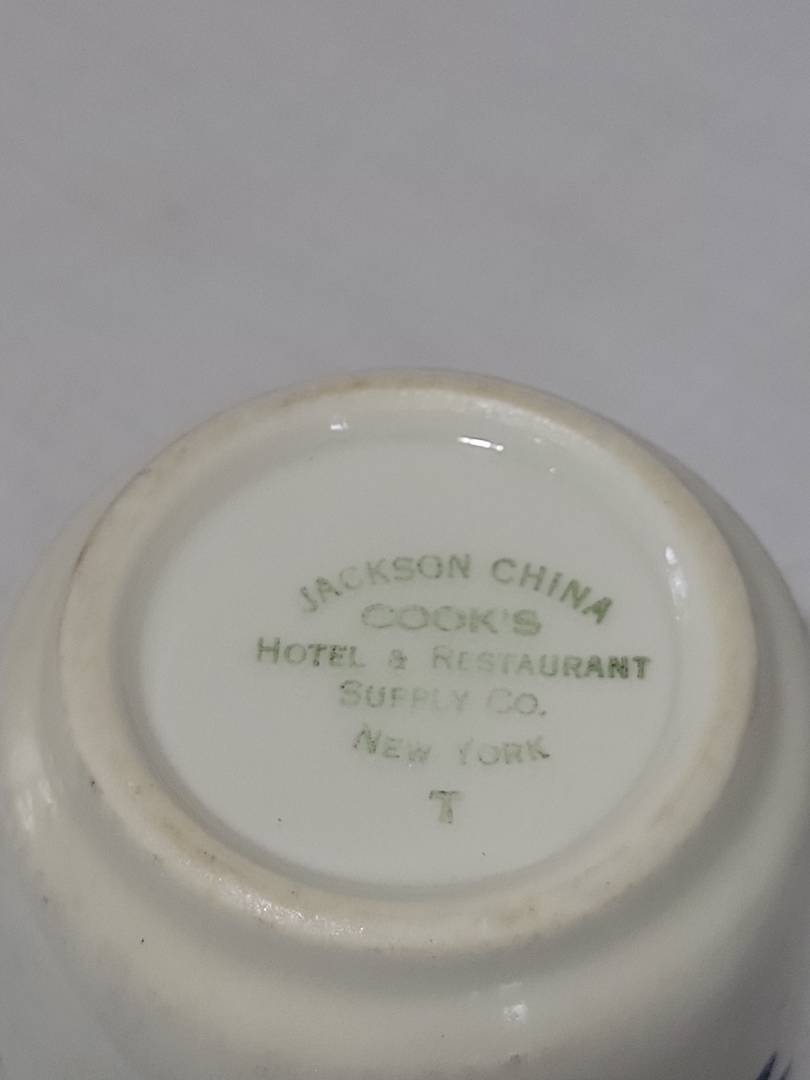 JACKSON CHINA
COOK'S
HOTEL & RESTAURANT
SUPPLY CO.
NEW YORK
T